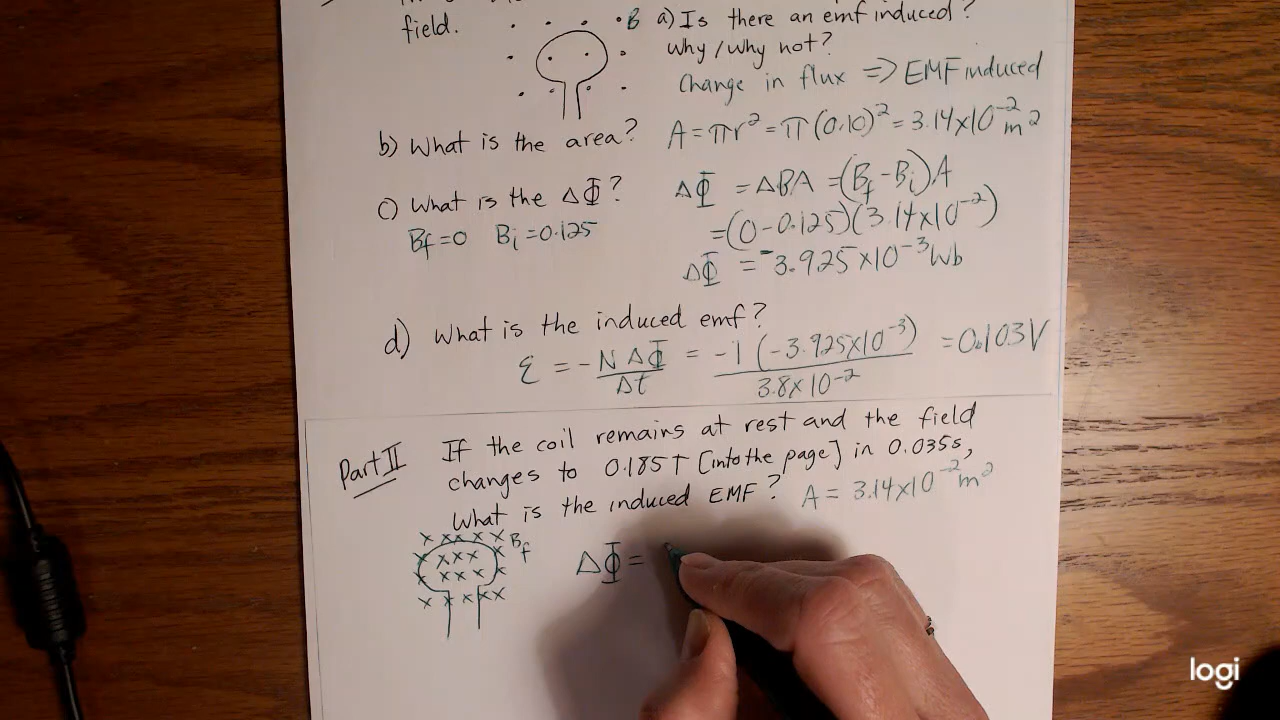 field.
B
a) Is there an emf induced?
Why/Why not?
Change in flux => EMF induced
b) What is the area?
A = πr² = π(0.10)² = 3.14×10⁻² m²
c) What is the ΔΦ?
Bf=0 Bi=0.125
ΔΦ = ΔBA = (Bf - Bi)A
= (0 - 0.125)(3.14×10⁻²)
ΔΦ = -3.925×10⁻³ Wb
d) What is the induced emf?
Ɛ = -NΔΦ/Δt = -1(-3.925×10⁻³)/3.8×10⁻² = 0.103V
Part II
If the coil remains at rest and the field
changes to 0.185T [into the page] in 0.035s,
What is the induced EMF? A = 3.14×10⁻² m²
x x x x x Bf
x x x x x
x x x x x
x x x x x
ΔΦ =
logi